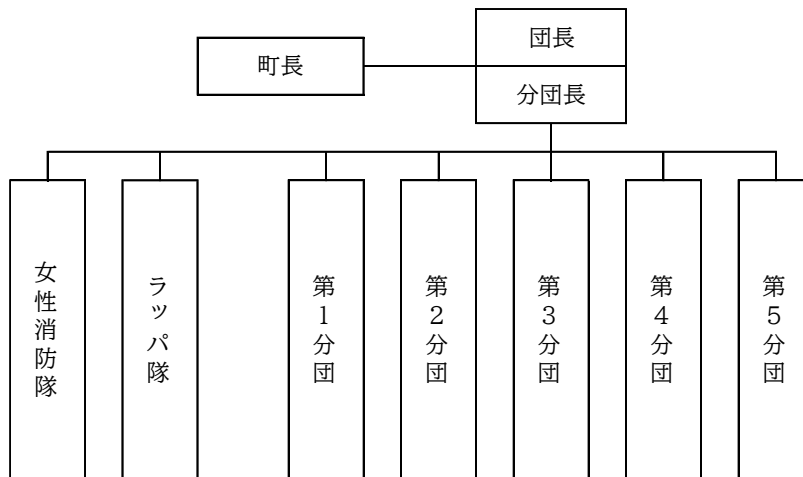 団長
町長
分団長
女性消防隊
ラッパ隊
第1分団
第2分団
第3分団
第4分団
第5分団